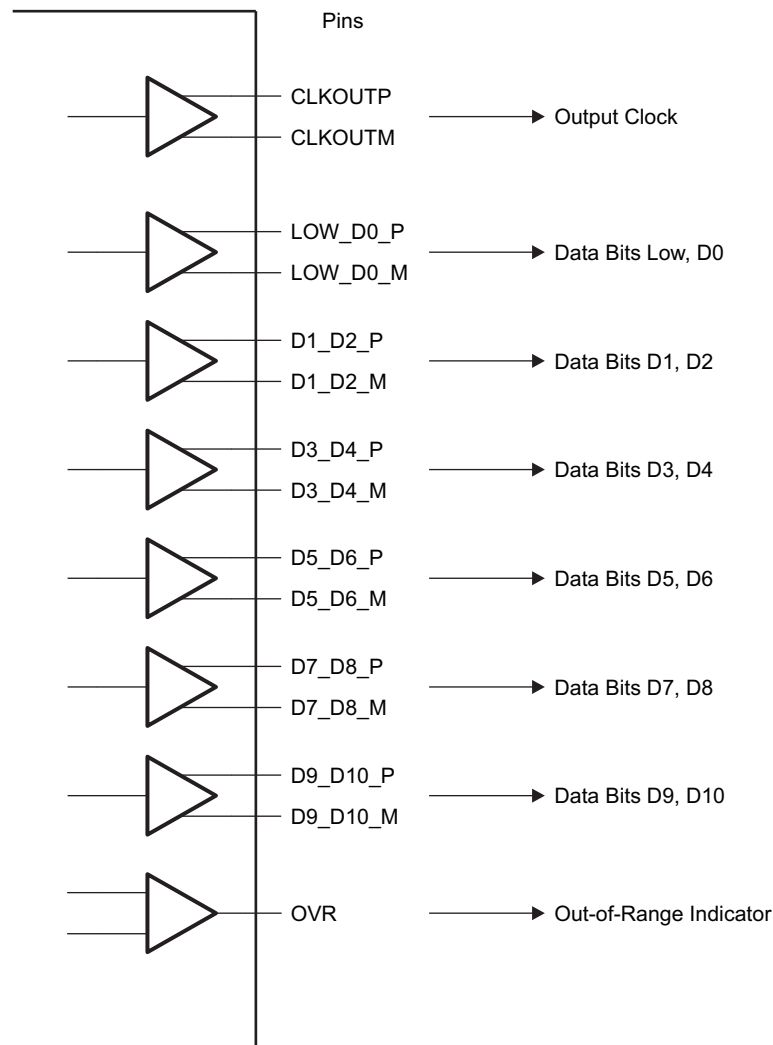 Pins
CLKOUTP
CLKOUTM
Output Clock
LOW_D0_P
LOW_D0_M
Data Bits Low, D0
D1_D2_P
D1_D2_M
Data Bits D1, D2
D3_D4_P
D3_D4_M
Data Bits D3, D4
D5_D6_P
D5_D6_M
Data Bits D5, D6
D7_D8_P
D7_D8_M
Data Bits D7, D8
D9_D10_P
D9_D10_M
Data Bits D9, D10
OVR
Out-of-Range Indicator